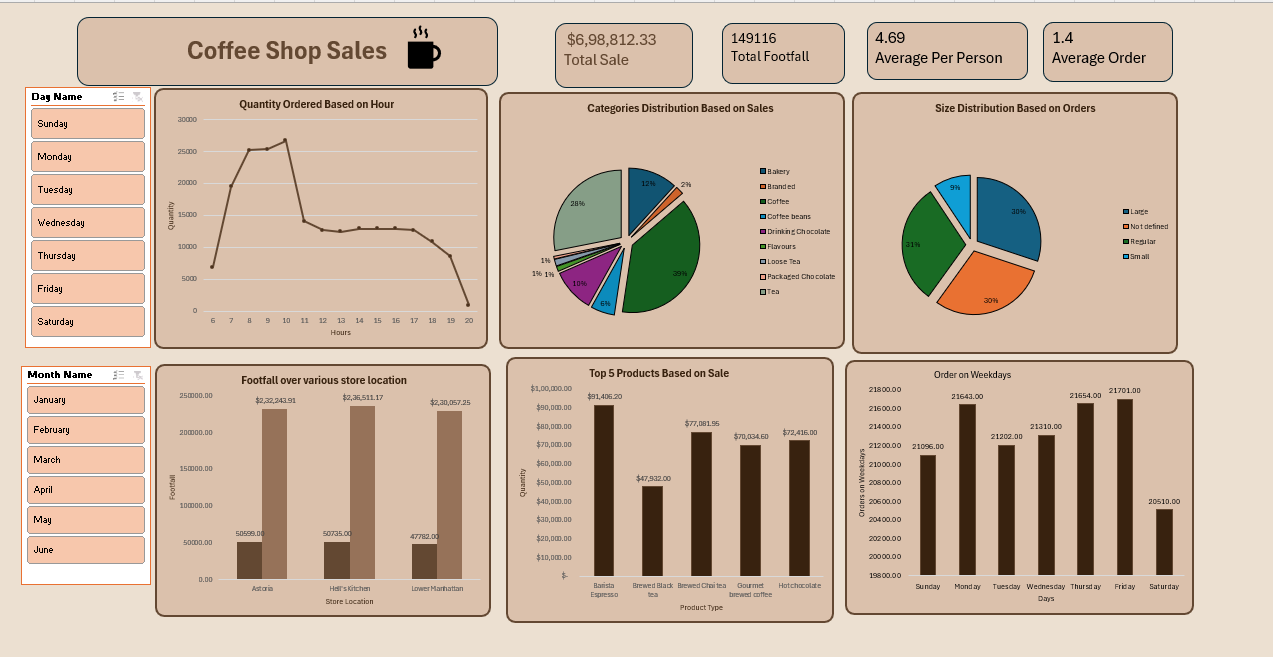 Coffee Shop Sales
$6,98,812.33
Total Sale
149116
Total Footfall
4.69
Average Per Person
1.4
Average Order
Day Name
Sunday
Monday
Tuesday
Wednesday
Thursday
Friday
Saturday
Quantity Ordered Based on Hour
30000
25000
20000
15000
10000
5000
0
Quantity
6 7 8 9 10 11 12 13 14 15 16 17 18 19 20
Hours
Categories Distribution Based on Sales
12%
2%
39%
6%
10%
1% 1%
1%
28%
Bakery
Branded
Coffee
Coffee beans
Drinking Chocolate
Flavours
Loose Tea
Packaged Chocolate
Tea
Size Distribution Based on Orders
30%
30%
31%
9%
Large
Not defined
Regular
Small
Month Name
January
February
March
April
May
June
Footfall over various store location
250000.00
200000.00
150000.00
100000.00
50000.00
0.00
Footfall
$2,32,243.91
$2,36,511.17
$2,30,057.25
50599.00
50735.00
47782.00
Astoria
Hell's Kitchen
Lower Manhattan
Store Location
Top 5 Products Based on Sale
$1,00,000.00
$90,000.00
$80,000.00
$70,000.00
$60,000.00
$50,000.00
$40,000.00
$30,000.00
$20,000.00
$10,000.00
$-
Quantity
$91,406.20
$47,932.00
$77,081.95
$70,034.60
$72,416.00
Barista Espresso
Brewed Black tea
Brewed Chai tea
Gourmet brewed coffee
Hot chocolate
Product Type
Order on Weekdays
21800.00
21600.00
21400.00
21200.00
21000.00
20800.00
20600.00
20400.00
20200.00
20000.00
19800.00
Orders on Weekdays
21096.00
21643.00
21202.00
21310.00
21654.00
21701.00
20510.00
Sunday Monday Tuesday Wednesday Thursday Friday Saturday
Days